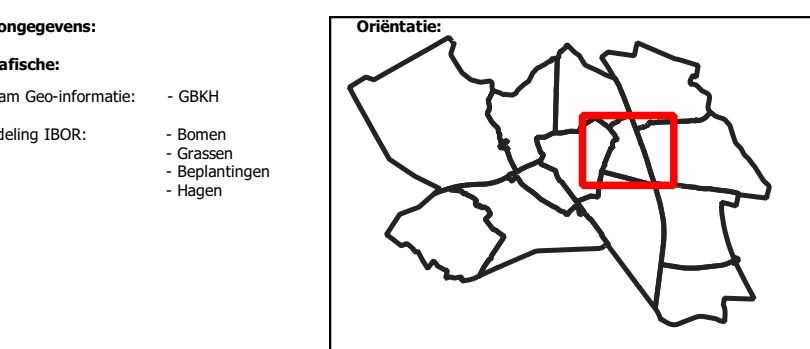 ongegevens:
afische:
am Geo-informatie: - GBKH
deling IBOR: - Bomen
- Grassen
- Beplantingen
- Hagen
Oriëntatie: